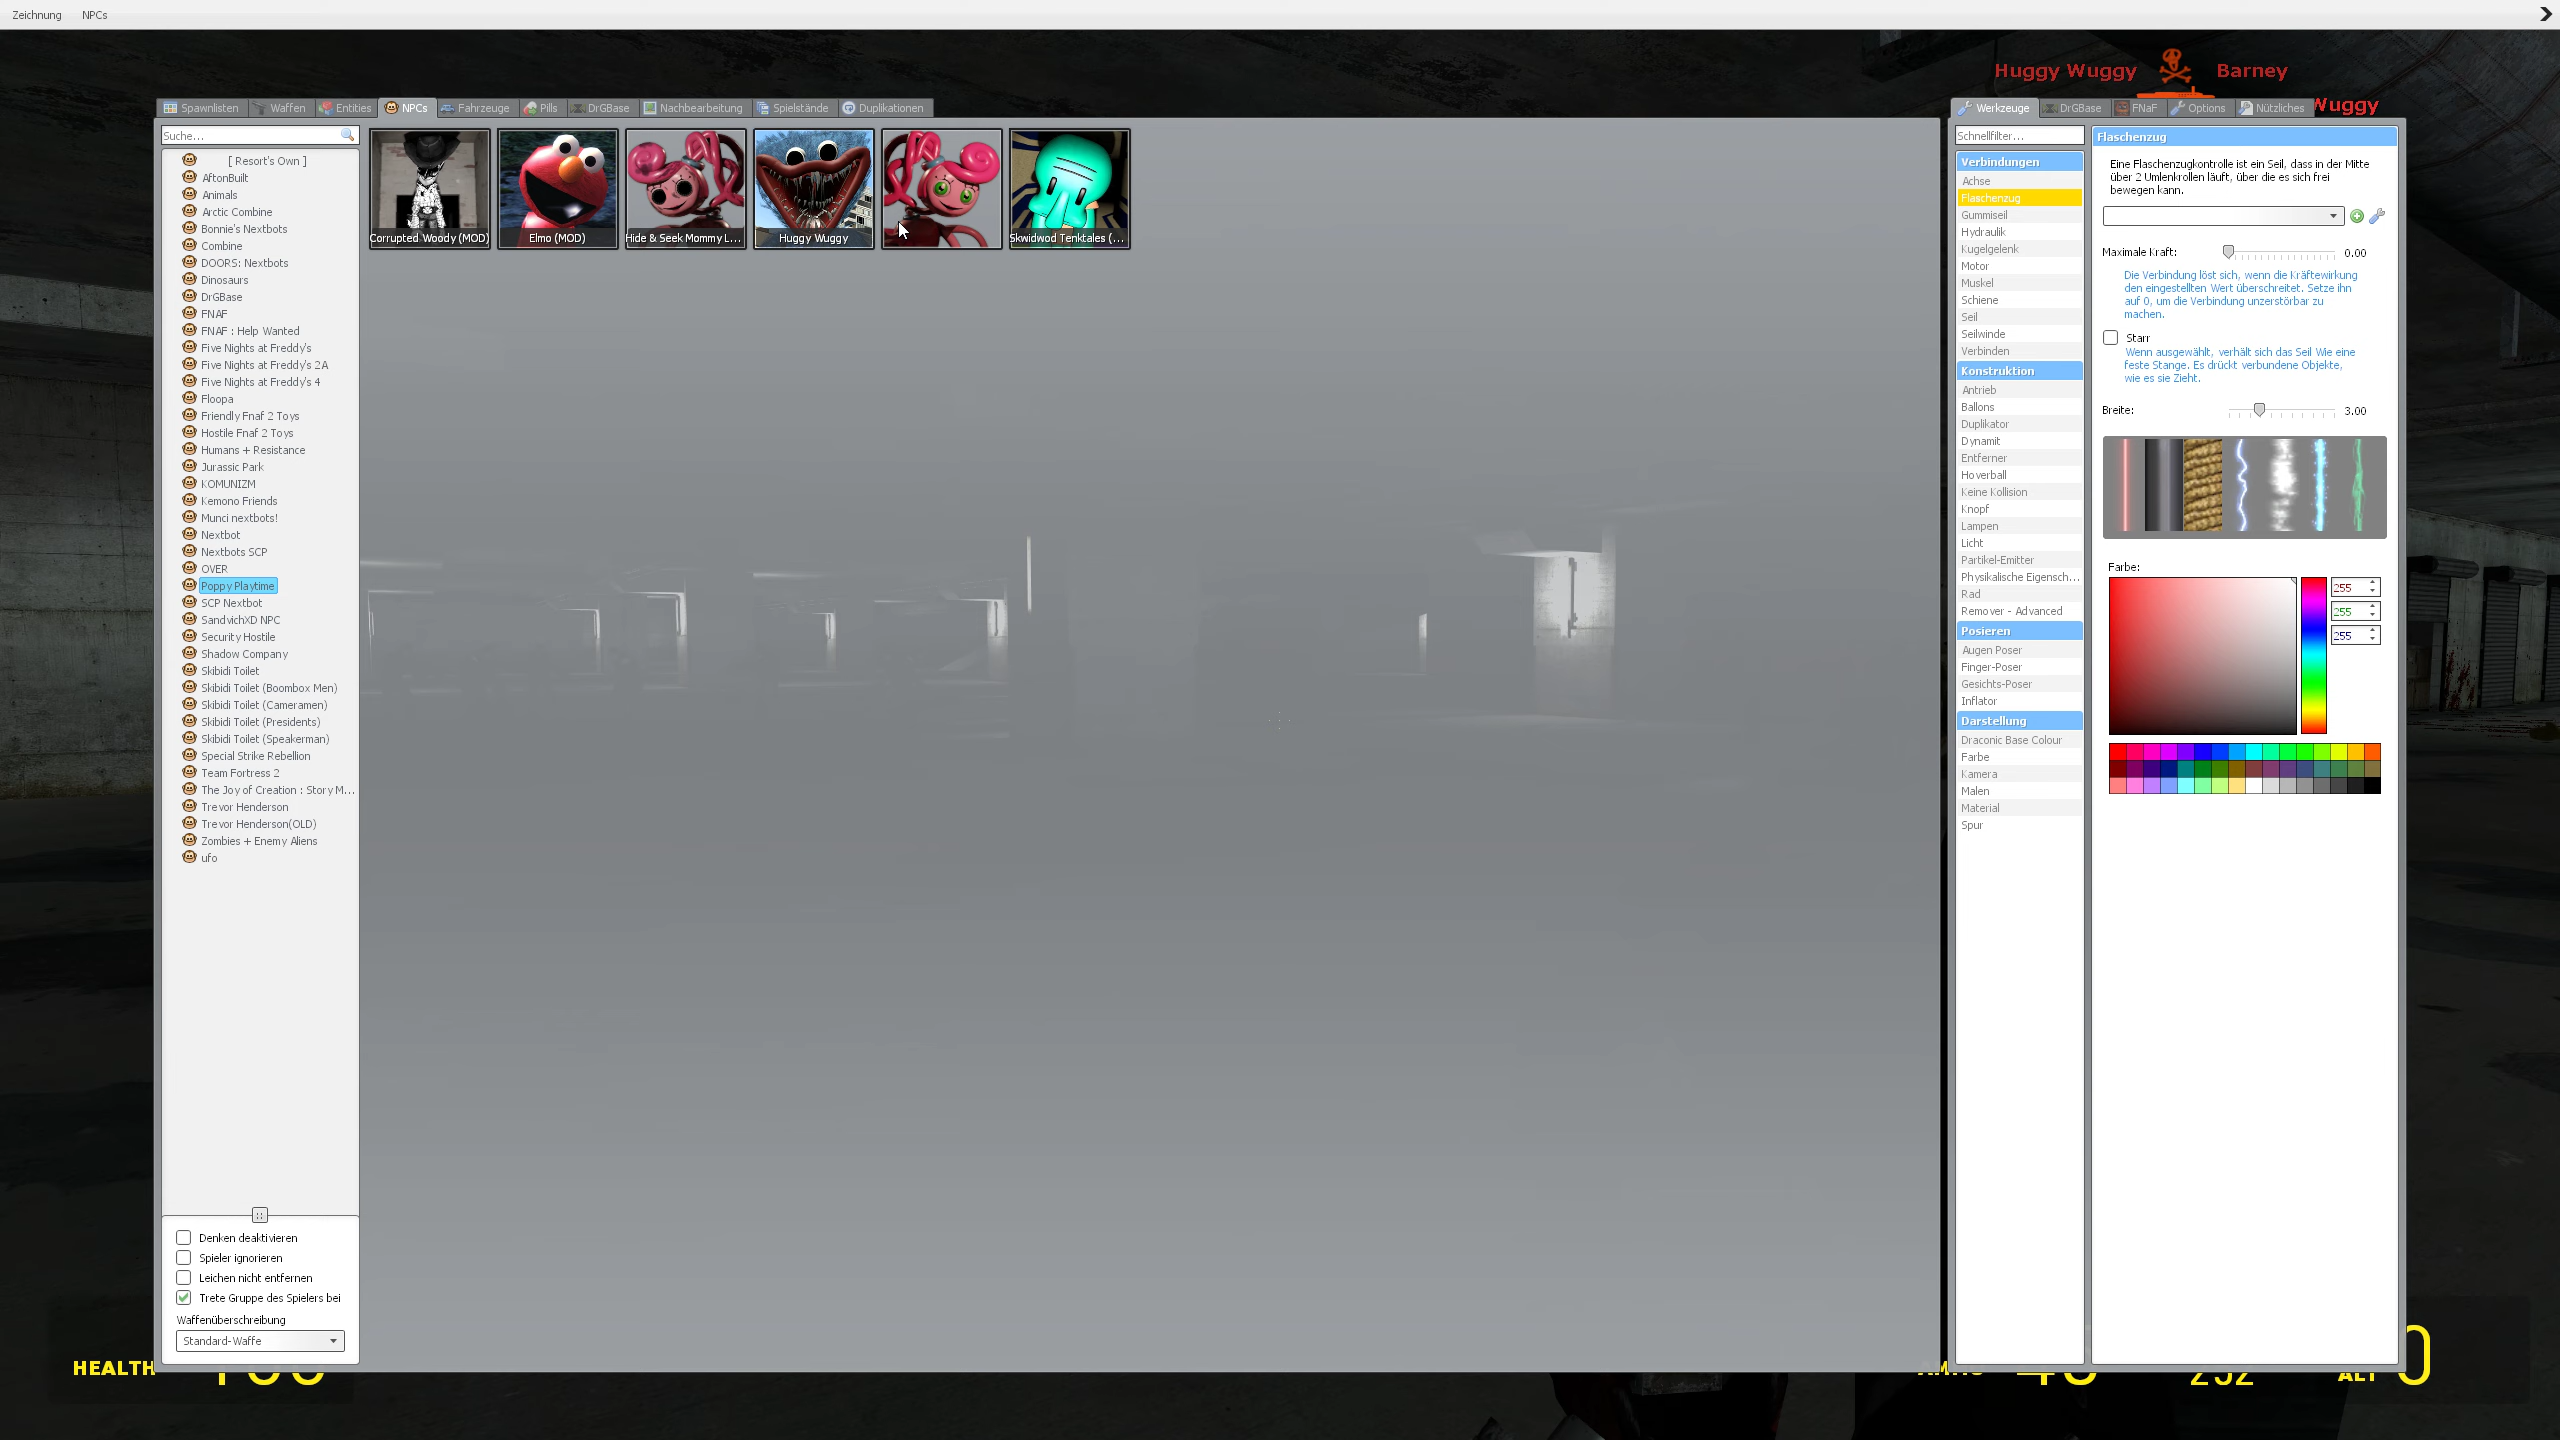 Zeichnung NPCs
Huggy Wuggy Barney
Wuggy
Spawnlisten Waffen Entities NPCs Fahrzeuge Pills DrGBase Nachbearbeitung Spielstände Duplikationen
Suche...
[ Resort's Own ]
AftonBuilt
Animals
Arctic Combine
Bonnie's Nextbots
Combine
DOORS: Nextbots
Dinosaurs
DrGBase
FNAF
FNAF : Help Wanted
Five Nights at Freddy's
Five Nights at Freddy's 2A
Five Nights at Freddy's 4
Floopa
Friendly Fnaf 2 Toys
Hostile Fnaf 2 Toys
Humans + Resistance
Jurassic Park
KOMUNIZM
Kemono Friends
Munci nextbots!
Nextbot
Nextbots SCP
OVER
Poppy Playtime
SCP Nextbot
SandvichXD NPC
Security Hostile
Shadow Company
Skibidi Toilet
Skibidi Toilet (Boombox Men)
Skibidi Toilet (Cameramen)
Skibidi Toilet (Presidents)
Skibidi Toilet (Speakerman)
Special Strike Rebellion
Team Fortress 2
The Joy of Creation : Story M...
Trevor Henderson
Trevor Henderson(OLD)
Zombies + Enemy Aliens
ufo
Denken deaktivieren
Spieler ignorieren
Leichen nicht entfernen
Trete Gruppe des Spielers bei
Waffenüberschreibung
Standard-Waffe
Corrupted Woody (MOD)
Elmo (MOD)
Hide & Seek Mommy L...
Huggy Wuggy
Skwidwod Tenktales (...
Werkzeuge DrGBase FNaF Options Nützliches
Schnellfilter...
Verbindungen
Achse
Flaschenzug
Gummiseil
Hydraulik
Kugelgelenk
Motor
Muskel
Schiene
Seil
Seilwinde
Verbinden
Konstruktion
Antrieb
Ballons
Duplikator
Dynamit
Entferner
Hoverball
Keine Kollision
Knopf
Lampen
Licht
Partikel-Emitter
Physikalische Eigensch...
Rad
Remover - Advanced
Posieren
Augen Poser
Finger-Poser
Gesichts-Poser
Inflator
Darstellung
Draconic Base Colour
Farbe
Kamera
Malen
Material
Spur
Flaschenzug
Eine Flaschenzugkontrolle ist ein Seil, dass in der Mitte
über 2 Umlenkrollen läuft, über die es sich frei
bewegen kann.
Maximale Kraft: 0.00
Die Verbindung löst sich, wenn die Kräftewirkung
den eingestellten Wert überschreitet. Setze ihn
auf 0, um die Verbindung unzerstörbar zu
machen.
Starr
Wenn ausgewählt, verhält sich das Seil Wie eine
feste Stange. Es drückt verbundene Objekte,
wie es sie Zieht.
Breite: 3.00
Farbe:
255
255
255
HEALTH
252
ALT 0